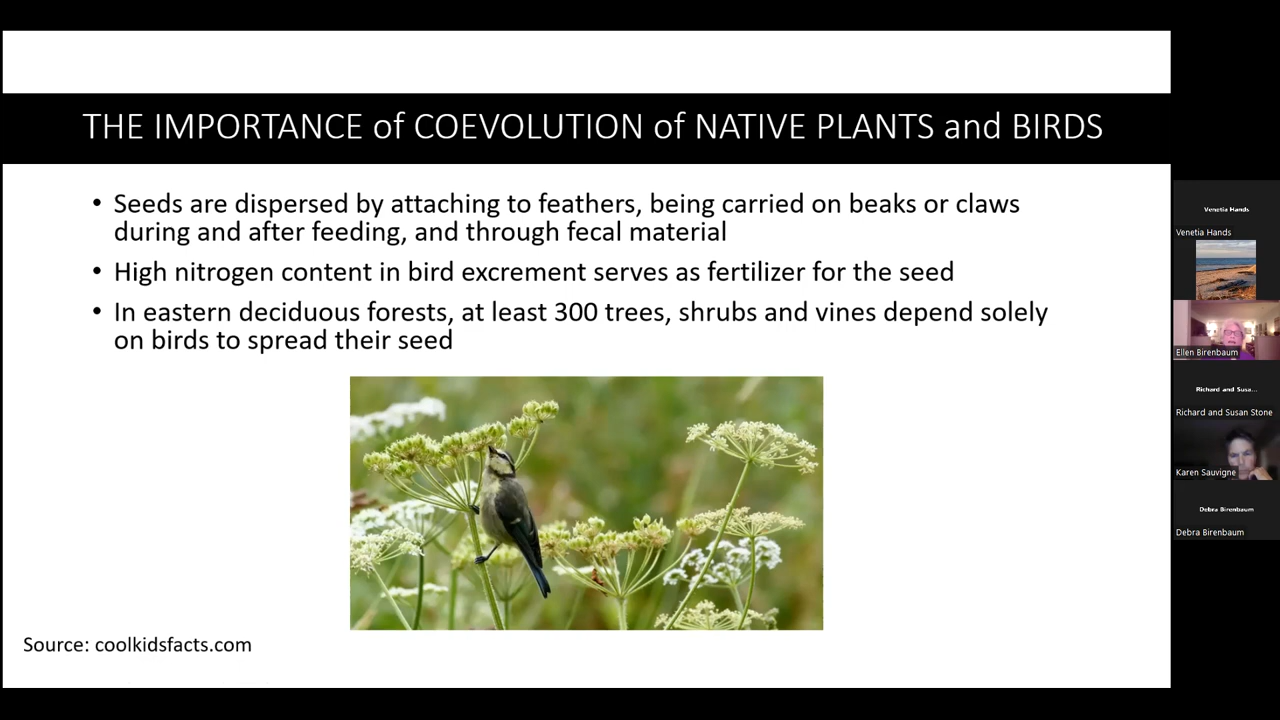 THE IMPORTANCE of COEVOLUTION of NATIVE PLANTS and BIRDS
• Seeds are dispersed by attaching to feathers, being carried on beaks or claws
during and after feeding, and through fecal material
• High nitrogen content in bird excrement serves as fertilizer for the seed
• In eastern deciduous forests, at least 300 trees, shrubs and vines depend solely
on birds to spread their seed
Source: coolkidsfacts.com
Venetia Hands
Venetia Hands
Ellen Birenbaum
Richard and Susa...
Richard and Susan Stone
Karen Sauvigne
Debra Birenbaum
Debra Birenbaum